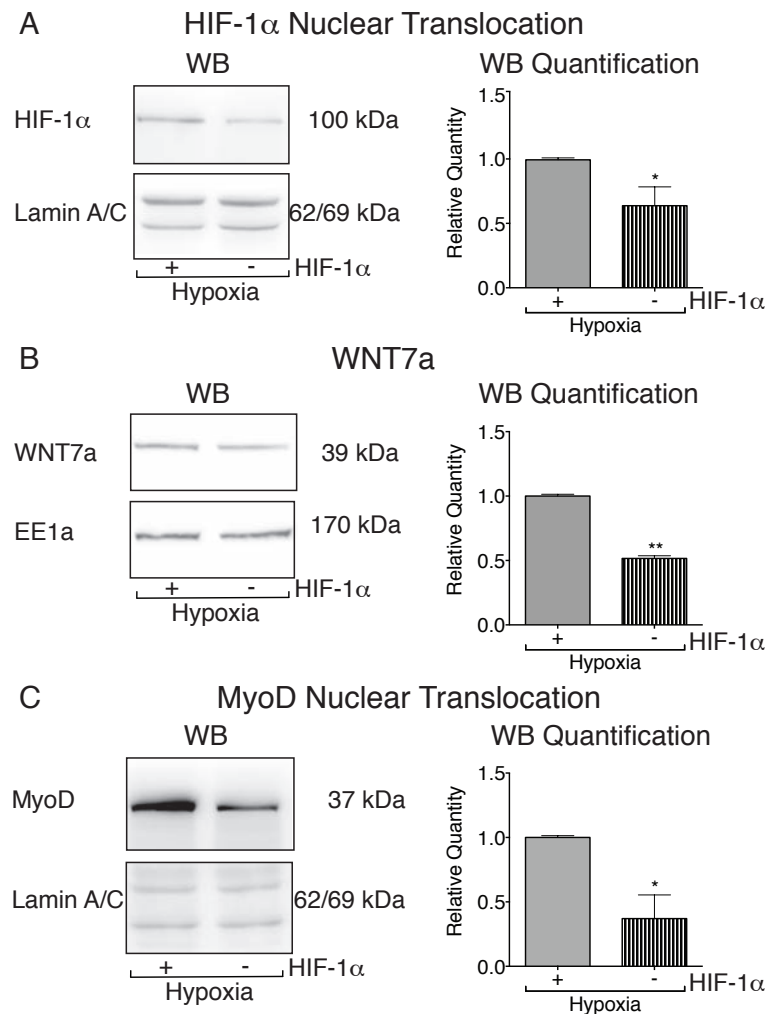 A HIF-1α Nuclear Translocation
WB
HIF-1α 100 kDa
Lamin A/C 62/69 kDa
+ - HIF-1α
Hypoxia
WB Quantification
Relative Quantity
1.5
1.0
0.5
0.0
*
+ - HIF-1α
Hypoxia
B WNT7a
WB
WNT7a 39 kDa
EE1a 170 kDa
+ - HIF-1α
Hypoxia
WB Quantification
Relative Quantity
1.5
1.0
0.5
0.0
**
+ - HIF-1α
Hypoxia
C MyoD Nuclear Translocation
WB
MyoD 37 kDa
Lamin A/C 62/69 kDa
+ - HIF-1α
Hypoxia
WB Quantification
Relative Quantity
1.5
1.0
0.5
0.0
*
+ - HIF-1α
Hypoxia